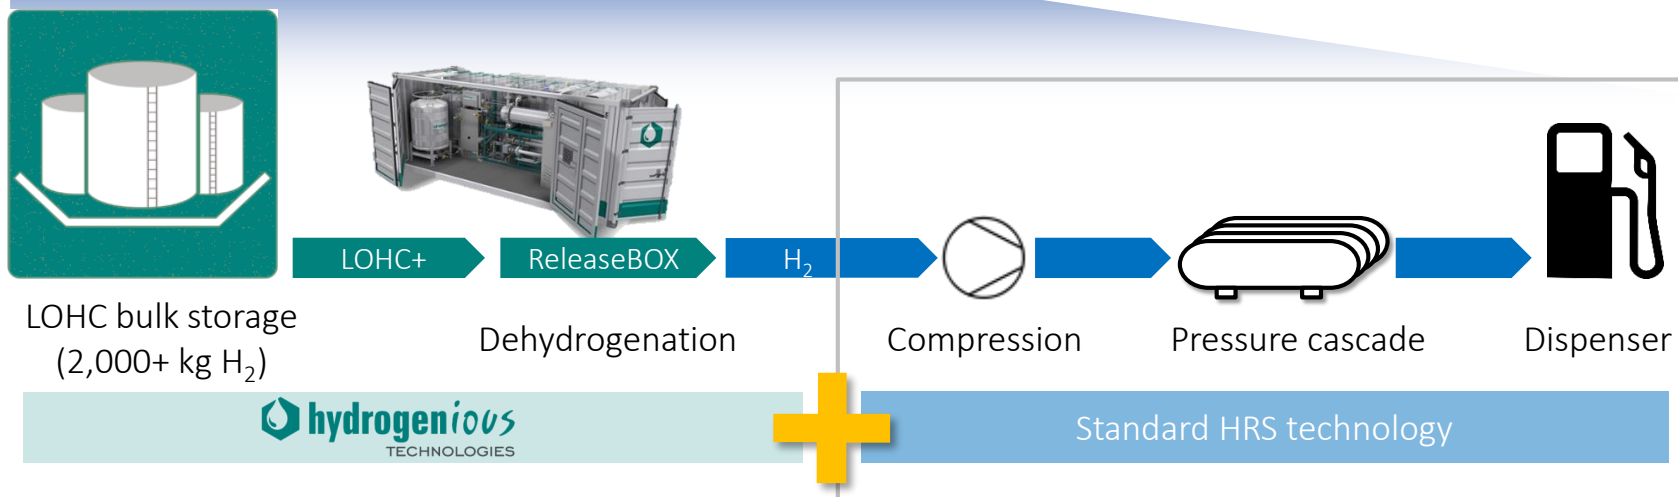 LOHC+
ReleaseBOX
H₂
LOHC bulk storage
(2,000+ kg H₂)
Dehydrogenation
Compression
Pressure cascade
Dispenser
hydrogenious
TECHNOLOGIES
Standard HRS technology